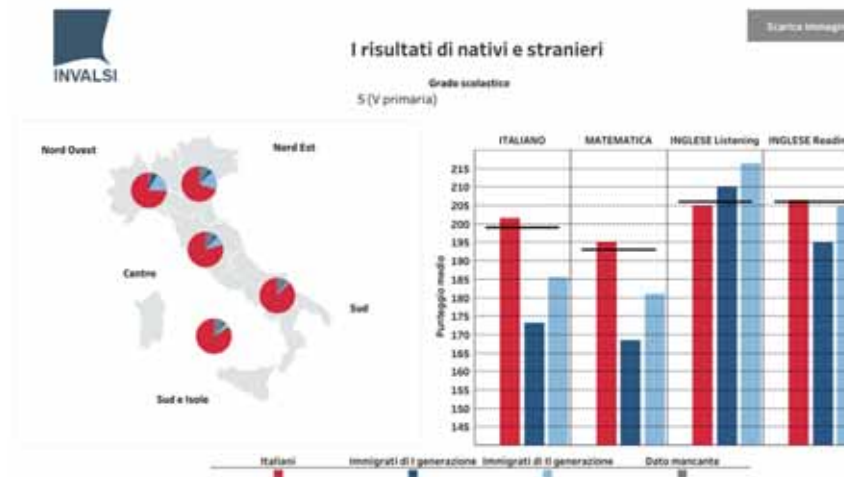 INVALSI
I risultati di nativi e stranieri
Scarica
Grado scolastico
5 (V primaria)
Nord Ovest
Nord Est
Centro
Sud
Sud e Isole
ITALIANO MATEMATICA INGLESE Listening INGLESE
Punteggio medio
215
210
205
200
195
190
185
180
175
170
165
160
155
150
145
Italiani Immigrati di I generazione Immigrati di II generazione Dato mancante